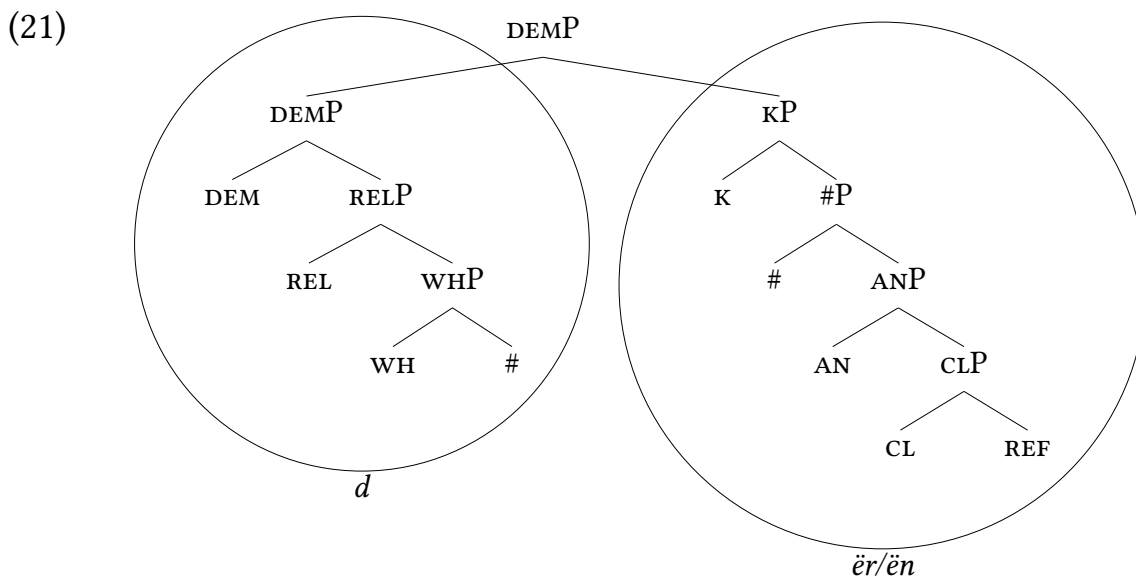 (21)
DEMP
DEMP KP
DEM RELP K #P
REL WHP # ANP
WH # AN CLP
CL REF
d
ër/ën